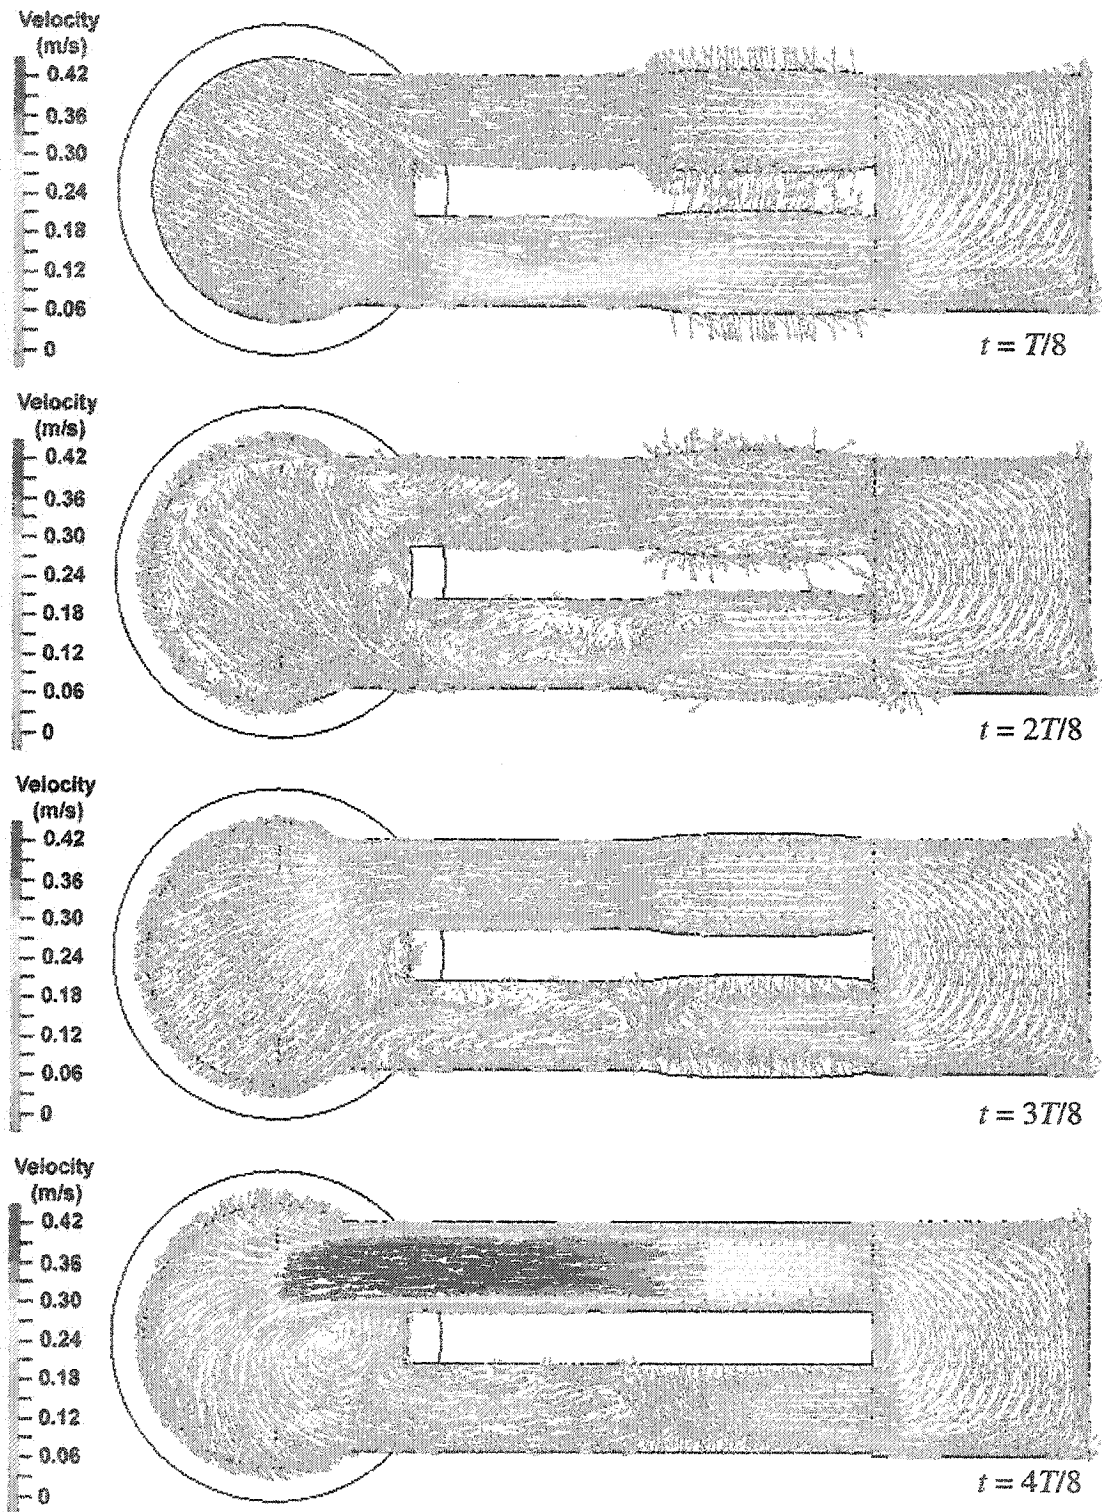 Velocity
(m/s)
0.42
0.36
0.30
0.24
0.18
0.12
0.06
0
t = T/8
Velocity
(m/s)
0.42
0.36
0.30
0.24
0.18
0.12
0.06
0
t = 2T/8
Velocity
(m/s)
0.42
0.36
0.30
0.24
0.18
0.12
0.06
0
t = 3T/8
Velocity
(m/s)
0.42
0.36
0.30
0.24
0.18
0.12
0.06
0
t = 4T/8